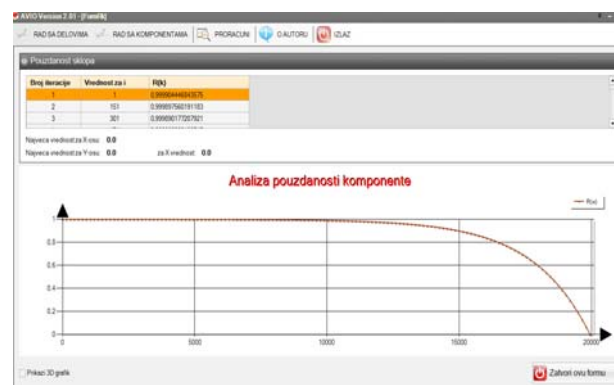 AVIO Version 2.01 - [FamRk]
RAD SA DELOVIMA RAD SA KOMPONENTAMA PRORACUNI O AUTORU IZLAZ
Pouzdanost sklopa
Broj iteracije Vrednost za i R(k)
1 1
2 151 0.999897560191183
3 301 0.999890177207921
Najveca vrednost za X osu: 0.0
Najveca vrednost za Y osu: 0.0 za X vrednost: 0.0
Analiza pouzdanosti komponente
1
0.8
0.6
0.4
0.2
0
0 5000 10000 15000 20000
Prikazi 3D grafik
Zatvori ovu formu